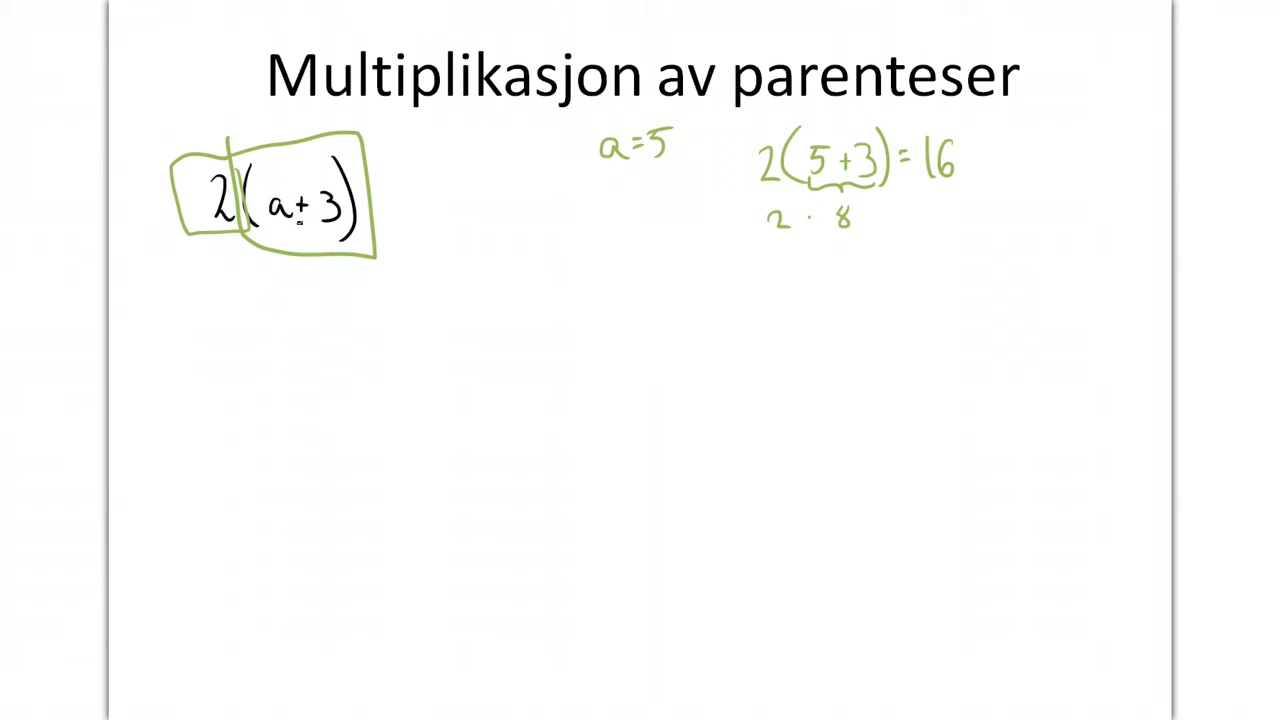 Multiplikasjon av parenteser
2(a+3)
a=5
2(5+3)=16
2 · 8